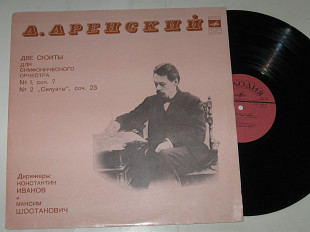 А. АРЕНСКИЙ
ДВЕ СЮИТЫ
ДЛЯ
СИМФОНИЧЕСКОГО
ОРКЕСТРА
№ 1, соч. 7
№ 2 „Силуэты“, соч. 23
Дирижеры:
КОНСТАНТИН
ИВАНОВ
и
МАКСИМ
ШОСТАКОВИЧ